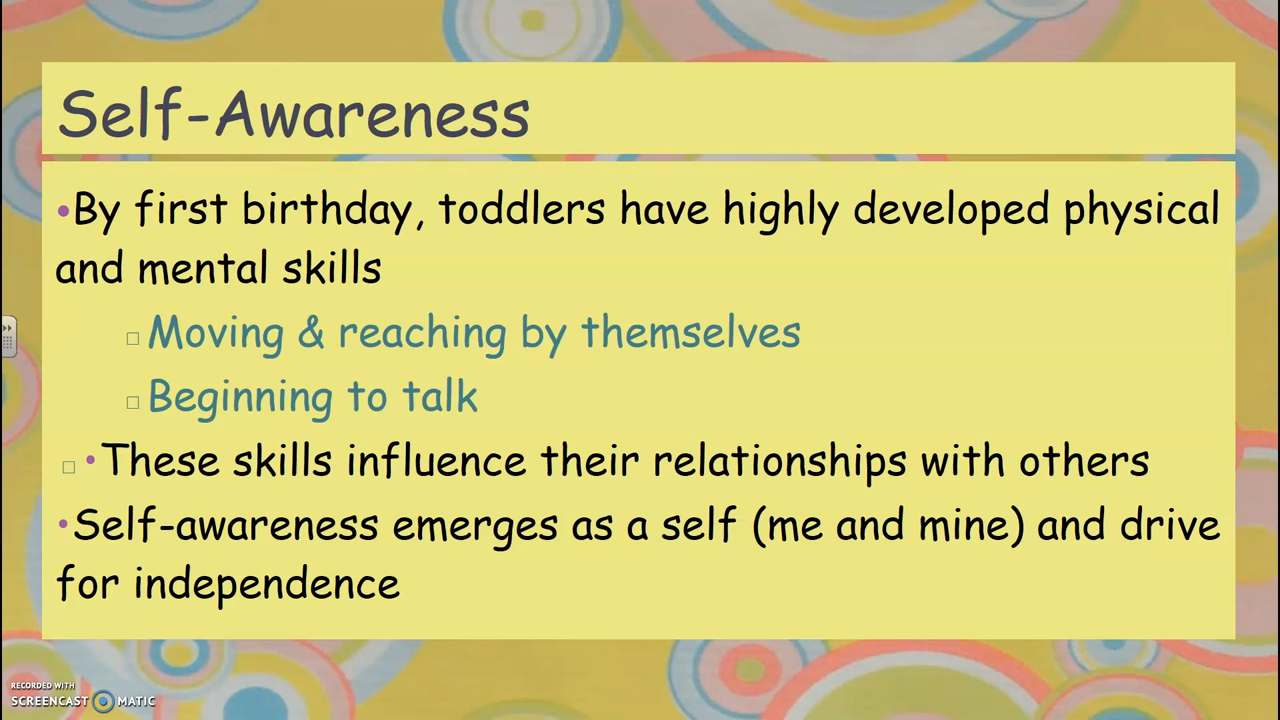 Self-Awareness
•By first birthday, toddlers have highly developed physical
and mental skills
□ Moving & reaching by themselves
□ Beginning to talk
□ •These skills influence their relationships with others
•Self-awareness emerges as a self (me and mine) and drive
for independence
RECORDED WITH
SCREENCAST MATIC